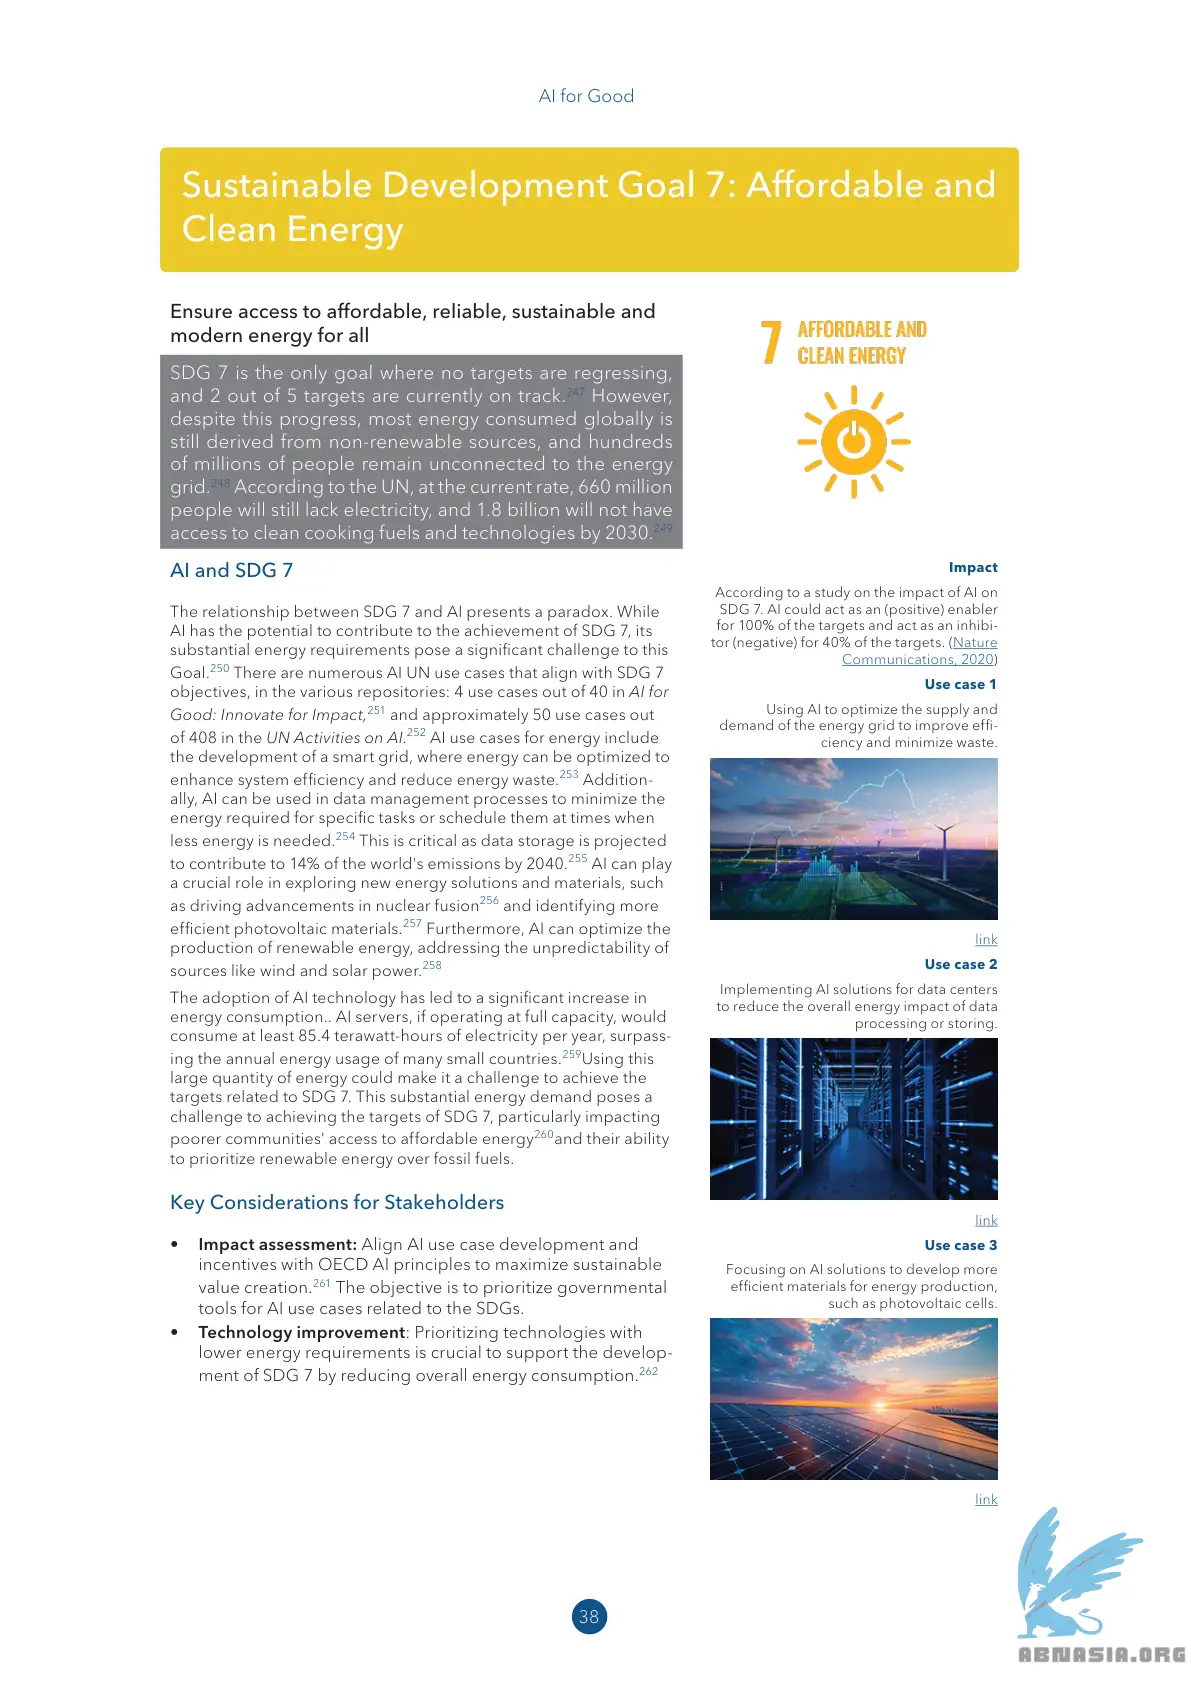 AI for Good
Sustainable Development Goal 7: Affordable and
Clean Energy
Ensure access to affordable, reliable, sustainable and
modern energy for all
SDG 7 is the only goal where no targets are regressing,
and 2 out of 5 targets are currently on track.247 However,
despite this progress, most energy consumed globally is
still derived from non-renewable sources, and hundreds
of millions of people remain unconnected to the energy
grid.248 According to the UN, at the current rate, 660 million
people will still lack electricity, and 1.8 billion will not have
access to clean cooking fuels and technologies by 2030.249
AI and SDG 7
The relationship between SDG 7 and AI presents a paradox. While
AI has the potential to contribute to the achievement of SDG 7, its
substantial energy requirements pose a significant challenge to this
Goal.250 There are numerous AI UN use cases that align with SDG 7
objectives, in the various repositories: 4 use cases out of 40 in AI for
Good: Innovate for Impact,251 and approximately 50 use cases out
of 408 in the UN Activities on AI.252 AI use cases for energy include
the development of a smart grid, where energy can be optimized to
enhance system efficiency and reduce energy waste.253 Addition-
ally, AI can be used in data management processes to minimize the
energy required for specific tasks or schedule them at times when
less energy is needed.254 This is critical as data storage is projected
to contribute to 14% of the world's emissions by 2040.255 AI can play
a crucial role in exploring new energy solutions and materials, such
as driving advancements in nuclear fusion256 and identifying more
efficient photovoltaic materials.257 Furthermore, AI can optimize the
production of renewable energy, addressing the unpredictability of
sources like wind and solar power.258
The adoption of AI technology has led to a significant increase in
energy consumption.. AI servers, if operating at full capacity, would
consume at least 85.4 terawatt-hours of electricity per year, surpass-
ing the annual energy usage of many small countries.259Using this
large quantity of energy could make it a challenge to achieve the
targets related to SDG 7. This substantial energy demand poses a
challenge to achieving the targets of SDG 7, particularly impacting
poorer communities' access to affordable energy260and their ability
to prioritize renewable energy over fossil fuels.
Key Considerations for Stakeholders
• Impact assessment: Align AI use case development and
incentives with OECD AI principles to maximize sustainable
value creation.261 The objective is to prioritize governmental
tools for AI use cases related to the SDGs.
• Technology improvement: Prioritizing technologies with
lower energy requirements is crucial to support the develop-
ment of SDG 7 by reducing overall energy consumption.262
7 AFFORDABLE AND
CLEAN ENERGY
Impact
According to a study on the impact of AI on
SDG 7. AI could act as an (positive) enabler
for 100% of the targets and act as an inhibi-
tor (negative) for 40% of the targets. (Nature
Communications, 2020)
Use case 1
Using AI to optimize the supply and
demand of the energy grid to improve effi-
ciency and minimize waste.
link
Use case 2
Implementing AI solutions for data centers
to reduce the overall energy impact of data
processing or storing.
link
Use case 3
Focusing on AI solutions to develop more
efficient materials for energy production,
such as photovoltaic cells.
link
38
ABNASIA.ORG